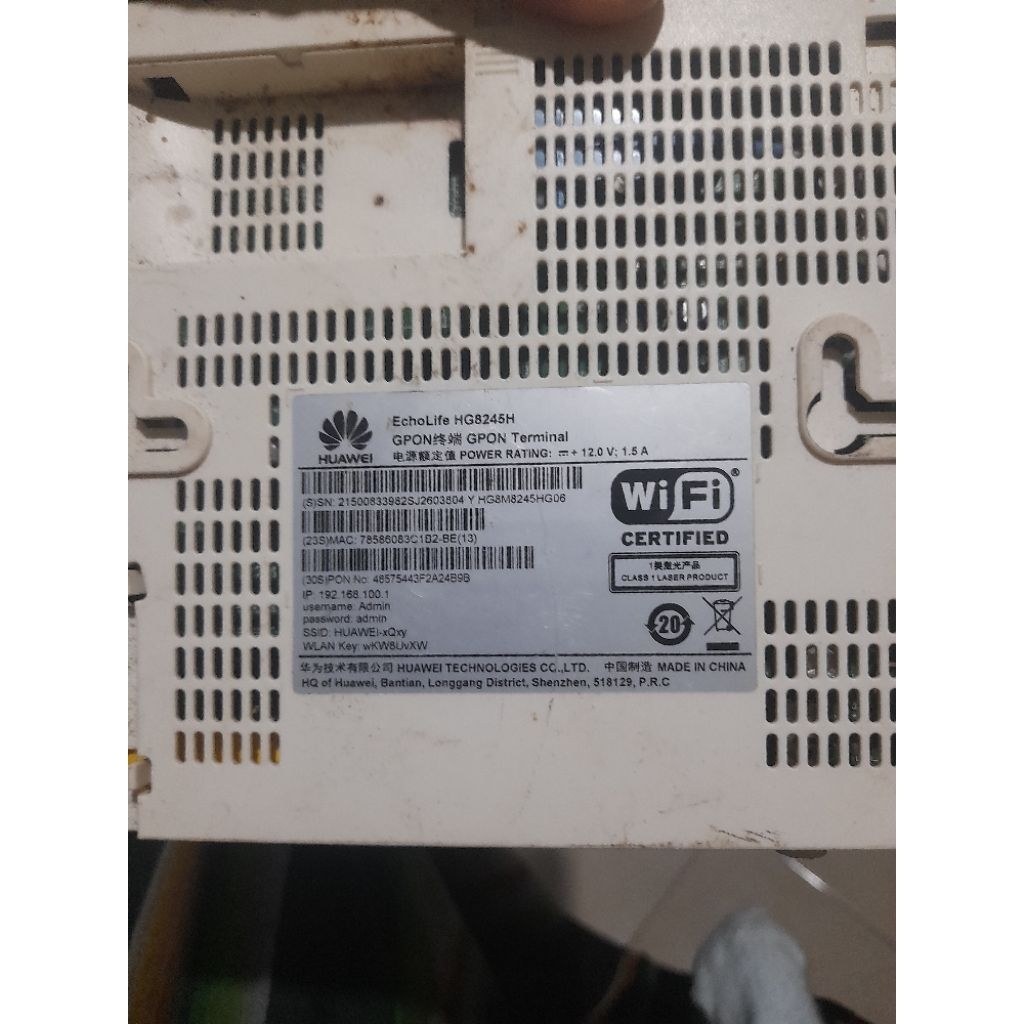 HUAWEI
EchoLife HG8245H
GPON终端 GPON Terminal
电源额定值 POWER RATING: ⎓ + 12.0 V; 1.5 A
(S)SN: 21500833982SJ2603804 Y HG8M8245HG06
(23S)MAC: 78586083C1B2-BE(13)
(30S)PON No: 48575443F2A24B9B
IP: 192.168.100.1
username: Admin
password: admin
SSID: HUAWEI-xQxy
WLAN Key: wKW8UvXW
WiFi®
CERTIFIED
1类激光产品
CLASS 1 LASER PRODUCT
20
华为技术有限公司 HUAWEI TECHNOLOGIES CO.,LTD. 中国制造 MADE IN CHINA
HQ of Huawei, Bantian, Longgang District, Shenzhen, 518129, P.R.C